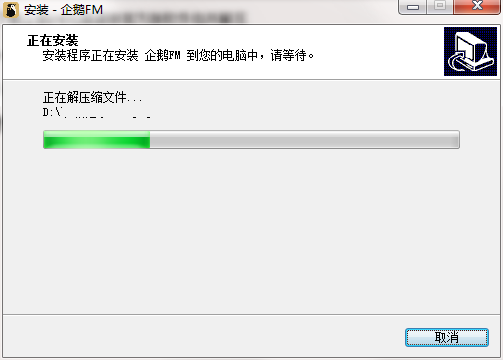 安装 - 企鹅FM
正在安装
安装程序正在安装 企鹅FM 到您的电脑中，请等待。
正在解压缩文件...
D:\
取消